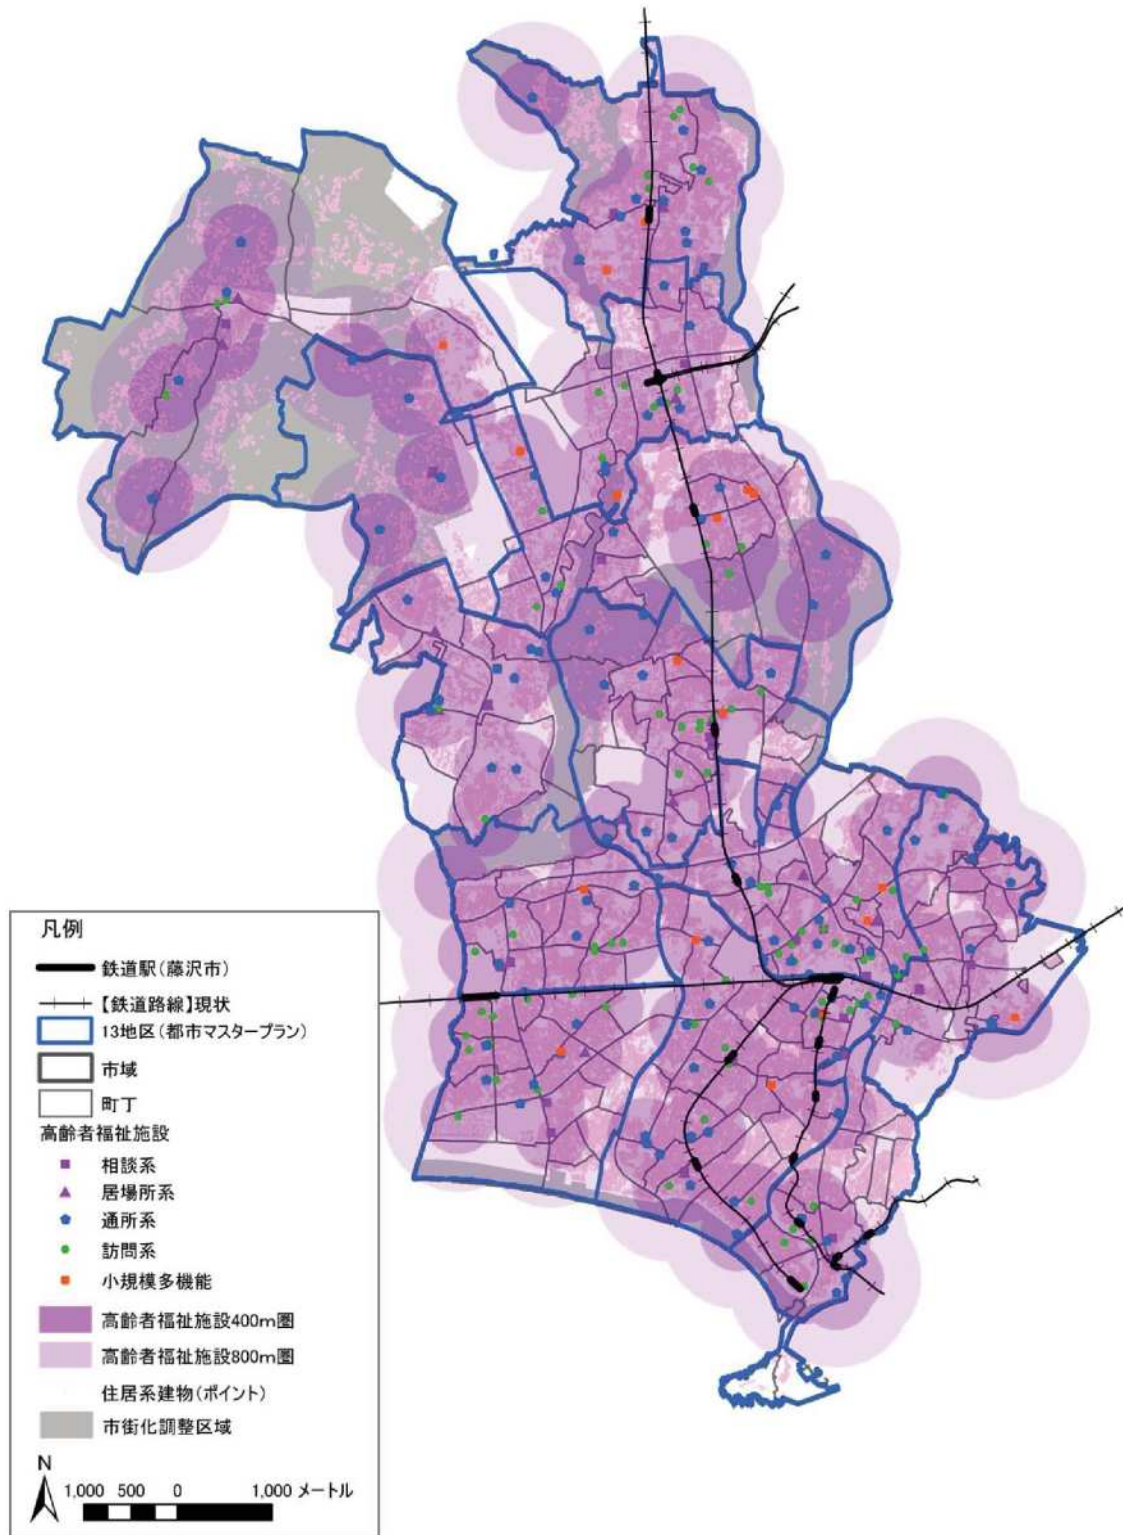 凡例
鉄道駅(藤沢市)
【鉄道路線】現状
13地区(都市マスタープラン)
市域
町丁
高齢者福祉施設
相談系
居場所系
通所系
訪問系
小規模多機能
高齢者福祉施設400m圏
高齢者福祉施設800m圏
住居系建物(ポイント)
市街化調整区域
N
1,000 500 0 1,000 メートル